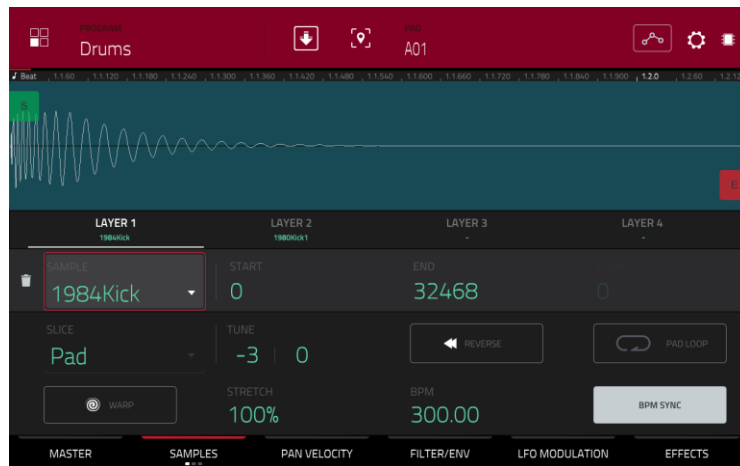 PROGRAM PAD
Drums A01
Beat 1.1.60 1.1.120 1.1.180 1.1.240 1.1.300 1.1.360 1.1.420 1.1.480 1.1.540 1.1.600 1.1.660 1.1.720 1.1.780 1.1.840 1.1.900 1.2.0 1.2.60 1.2.12
S
E
LAYER 1 LAYER 2 LAYER 3 LAYER 4
1984Kick 1980Kick1 - -
SAMPLE START END
1984Kick 0 32468 0
SLICE TUNE REVERSE PAD LOOP
Pad -3 0
WARP STRETCH BPM BPM SYNC
100% 300.00
MASTER SAMPLES PAN VELOCITY FILTER/ENV LFO MODULATION EFFECTS